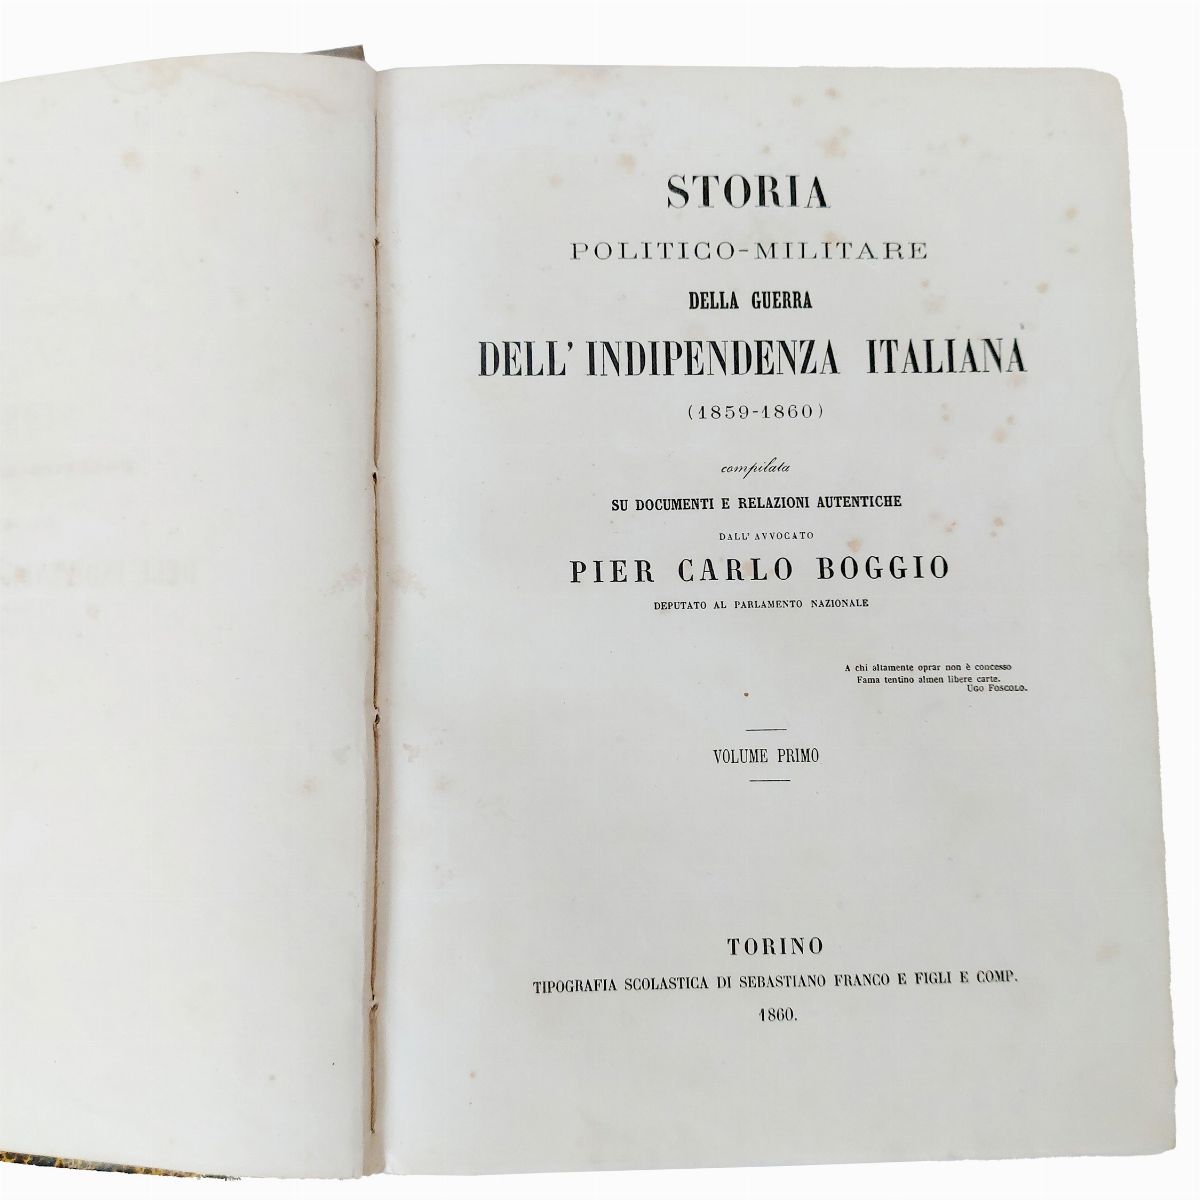 STORIA
POLITICO-MILITARE
DELLA GUERRA
DELL' INDIPENDENZA ITALIANA
(1859-1860)
compilata
SU DOCUMENTI E RELAZIONI AUTENTICHE
DALL' AVVOCATO
PIER CARLO BOGGIO
DEPUTATO AL PARLAMENTO NAZIONALE
A chi altamente oprar non è concesso
Fama tentino almen libere carte.
UGO FOSCOLO.
VOLUME PRIMO
TORINO
TIPOGRAFIA SCOLASTICA DI SEBASTIANO FRANCO E FIGLI E COMP.
1860.